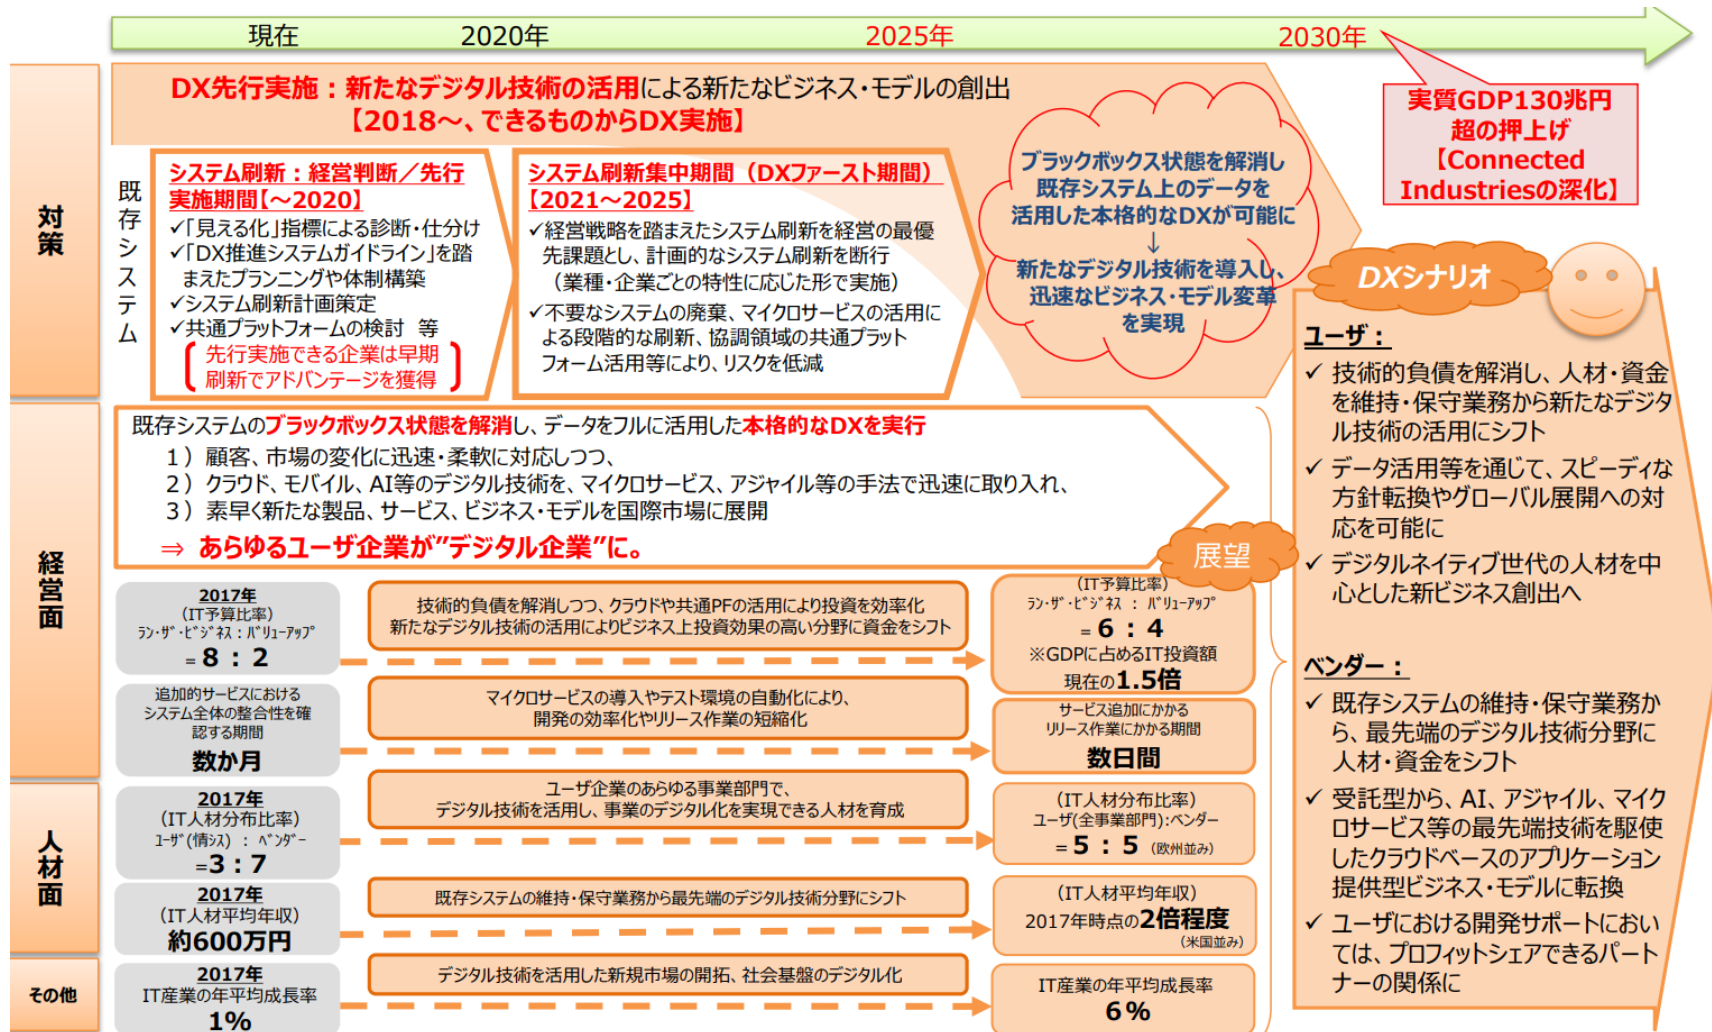 現在
2020年
2025年
2030年
実質GDP130兆円
超の押上げ
【Connected
Industriesの深化】
対策
DX先行実施：新たなデジタル技術の活用による新たなビジネス・モデルの創出
【2018～、できるものからDX実施】
既存システム
システム刷新：経営判断／先行
実施期間【～2020】
✓「見える化」指標による診断・仕分け
✓「DX推進システムガイドライン」を踏
まえたプランニングや体制構築
✓システム刷新計画策定
✓共通プラットフォームの検討 等
先行実施できる企業は早期
刷新でアドバンテージを獲得
システム刷新集中期間（DXファースト期間）
【2021～2025】
✓経営戦略を踏まえたシステム刷新を経営の最優
先課題とし、計画的なシステム刷新を断行
（業種・企業ごとの特性に応じた形で実施）
✓不要なシステムの廃棄、マイクロサービスの活用に
よる段階的な刷新、協調領域の共通プラット
フォーム活用等により、リスクを低減
ブラックボックス状態を解消し
既存システム上のデータを
活用した本格的なDXが可能に
↓
新たなデジタル技術を導入し、
迅速なビジネス・モデル変革
を実現
経営面
既存システムのブラックボックス状態を解消し、データをフルに活用した本格的なDXを実行
１）顧客、市場の変化に迅速・柔軟に対応しつつ、
２）クラウド、モバイル、AI等のデジタル技術を、マイクロサービス、アジャイル等の手法で迅速に取り入れ、
３）素早く新たな製品、サービス、ビジネス・モデルを国際市場に展開
⇒ あらゆるユーザ企業が”デジタル企業”に。
展望
2017年
（IT予算比率）
ﾗﾝ・ｻﾞ・ﾋﾞｼﾞﾈｽ：ﾊﾞﾘｭｰｱｯﾌﾟ
= 8：2
技術的負債を解消しつつ、クラウドや共通PFの活用により投資を効率化
新たなデジタル技術の活用によりビジネス上投資効果の高い分野に資金をシフト
（IT予算比率）
ﾗﾝ・ｻﾞ・ﾋﾞｼﾞﾈｽ ： ﾊﾞﾘｭｰｱｯﾌﾟ
= 6：4
※GDPに占めるIT投資額
現在の1.5倍
追加的サービスにおける
システム全体の整合性を確
認する期間
数か月
マイクロサービスの導入やテスト環境の自動化により、
開発の効率化やリリース作業の短縮化
サービス追加にかかる
リリース作業にかかる期間
数日間
人材面
2017年
（IT人材分布比率）
ﾕｰｻﾞ(情ｼｽ) ： ﾍﾞﾝﾀﾞｰ
=3：7
ユーザ企業のあらゆる事業部門で、
デジタル技術を活用し、事業のデジタル化を実現できる人材を育成
（IT人材分布比率）
ユーザ(全事業部門):ベンダー
= 5：5 （欧州並み）
2017年
（IT人材平均年収）
約600万円
既存システムの維持・保守業務から最先端のデジタル技術分野にシフト
（IT人材平均年収）
2017年時点の2倍程度
（米国並み）
その他
2017年
IT産業の年平均成長率
1%
デジタル技術を活用した新規市場の開拓、社会基盤のデジタル化
IT産業の年平均成長率
6%
DXシナリオ
ユーザ：
✓ 技術的負債を解消し、人材・資金
を維持・保守業務から新たなデジタ
ル技術の活用にシフト
✓ データ活用等を通じて、スピーディな
方針転換やグローバル展開への対
応を可能に
✓ デジタルネイティブ世代の人材を中
心とした新ビジネス創出へ
ベンダー：
✓ 既存システムの維持・保守業務か
ら、最先端のデジタル技術分野に
人材・資金をシフト
✓ 受託型から、AI、アジャイル、マイク
ロサービス等の最先端技術を駆使
したクラウドベースのアプリケーション
提供型ビジネス・モデルに転換
✓ ユーザにおける開発サポートにおい
ては、プロフィットシェアできるパート
ナーの関係に